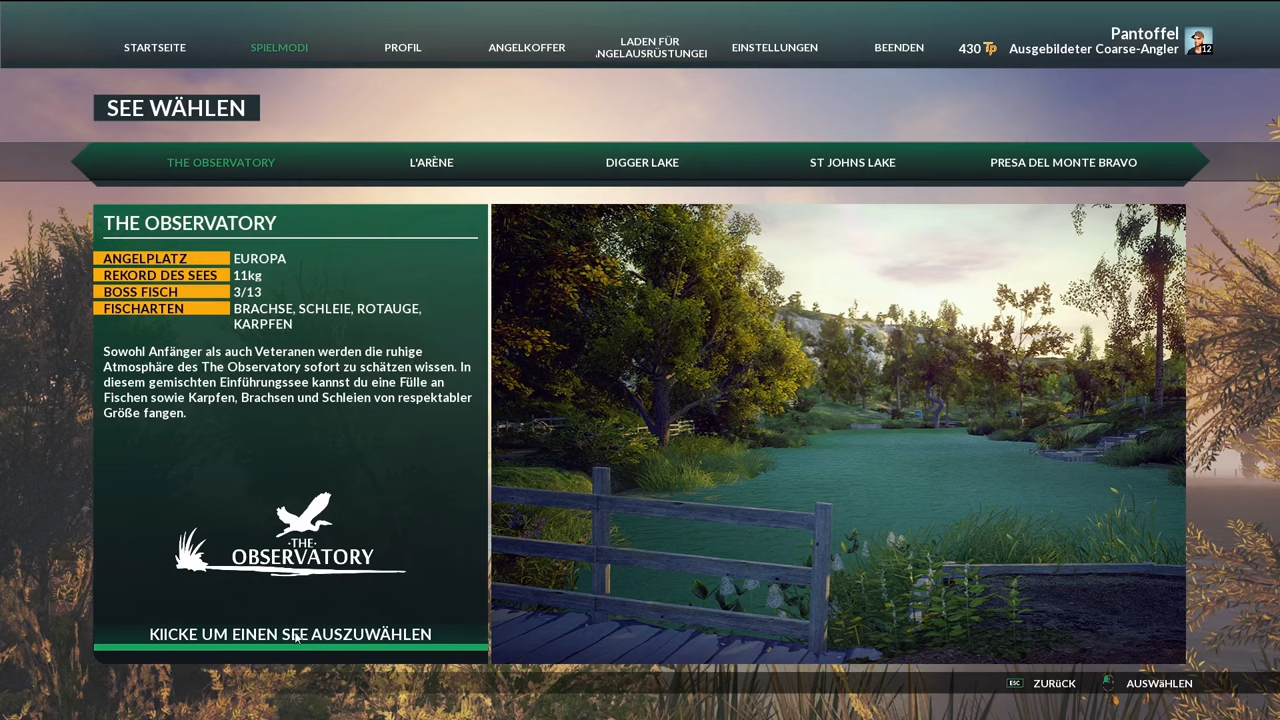 STARTSEITE
SPIELMODI
PROFIL
ANGELKOFFER
LADEN FÜR
NGELAUSRÜSTUNGEI
EINSTELLUNGEN
BEENDEN
430 Tp
Pantoffel
Ausgebildeter Coarse-Angler
12
SEE WÄHLEN
THE OBSERVATORY
L'ARÈNE
DIGGER LAKE
ST JOHNS LAKE
PRESA DEL MONTE BRAVO
THE OBSERVATORY
ANGELPLATZ EUROPA
REKORD DES SEES 11kg
BOSS FISCH 3/13
FISCHARTEN BRACHSE, SCHLEIE, ROTAUGE,
KARPFEN
Sowohl Anfänger als auch Veteranen werden die ruhige
Atmosphäre des The Observatory sofort zu schätzen wissen. In
diesem gemischten Einführungssee kannst du eine Fülle an
Fischen sowie Karpfen, Brachsen und Schleien von respektabler
Größe fangen.
·THE·
OBSERVATORY
KlICKE UM EINEN SEE AUSZUWÄHLEN
ESC ZURüCK
AUSWäHLEN